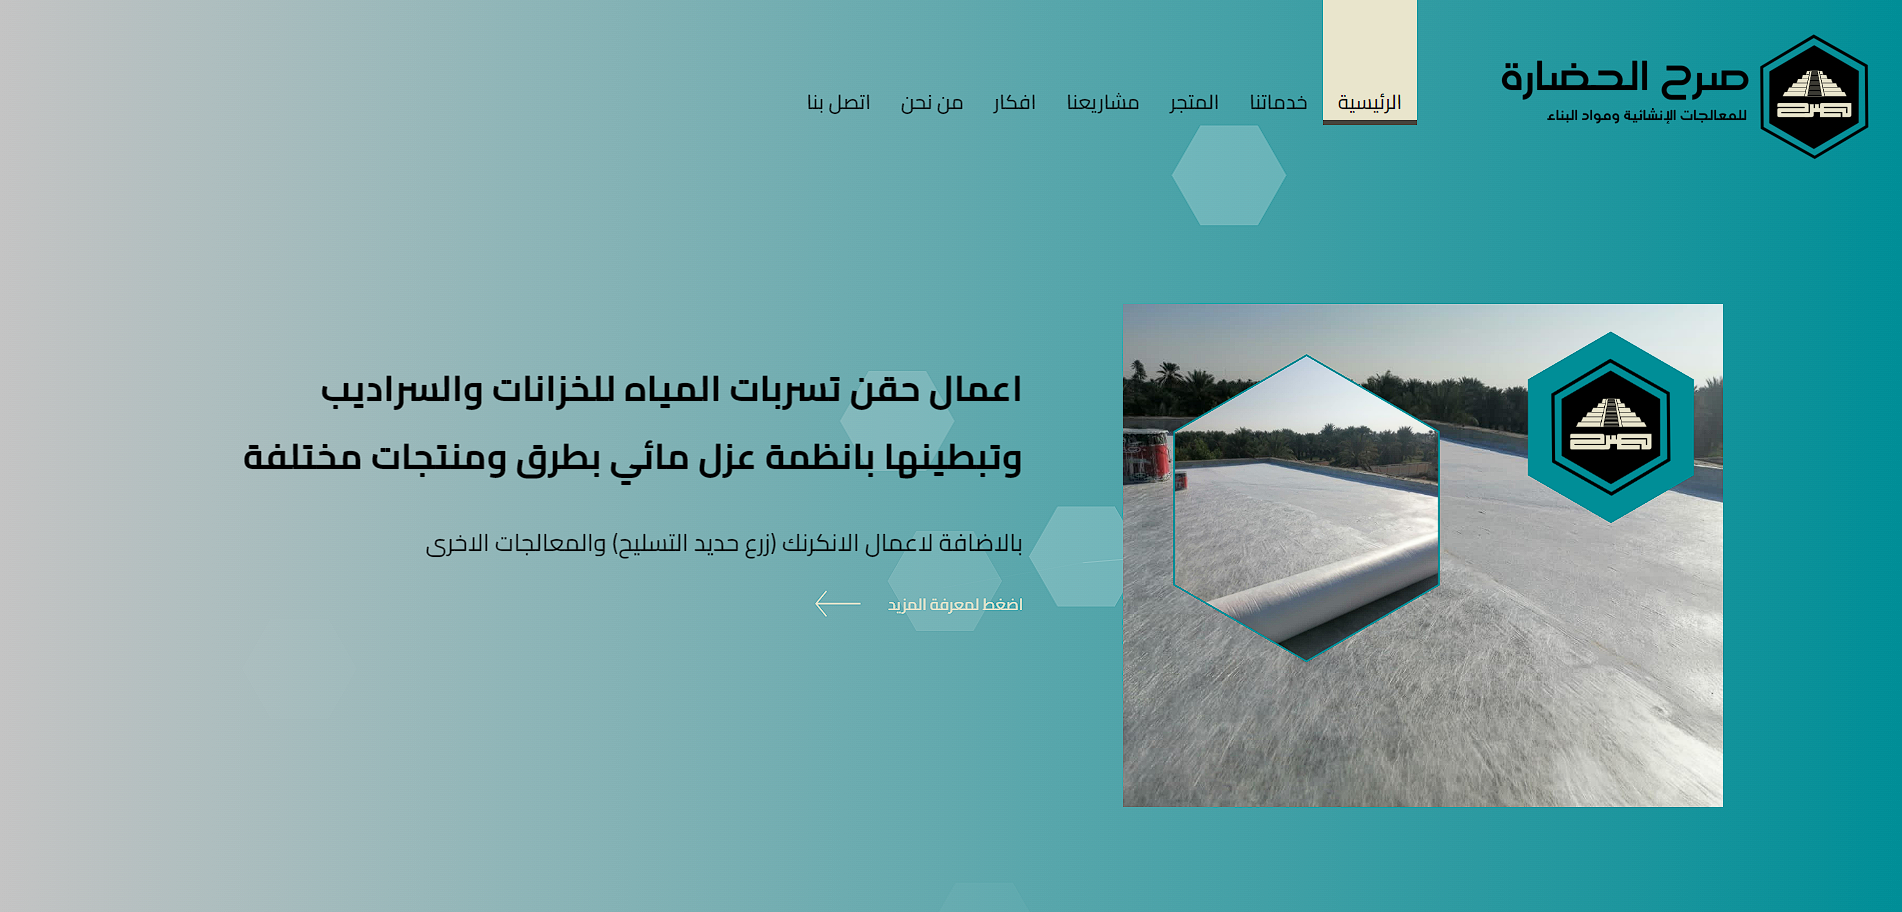 صرح الحضارة
للمعالجات الإنشائية ومواد البناء
الرئيسية
خدماتنا
المتجر
مشاريعنا
افكار
من نحن
اتصل بنا
صرح
اعمال حقن تسربات المياه للخزانات والسراديب
وتبطينها بانظمة عزل مائي بطرق ومنتجات مختلفة
بالاضافة لاعمال الانكرنك (زرع حديد التسليح) والمعالجات الاخرى
اضغط لمعرفة المزيد
صرح